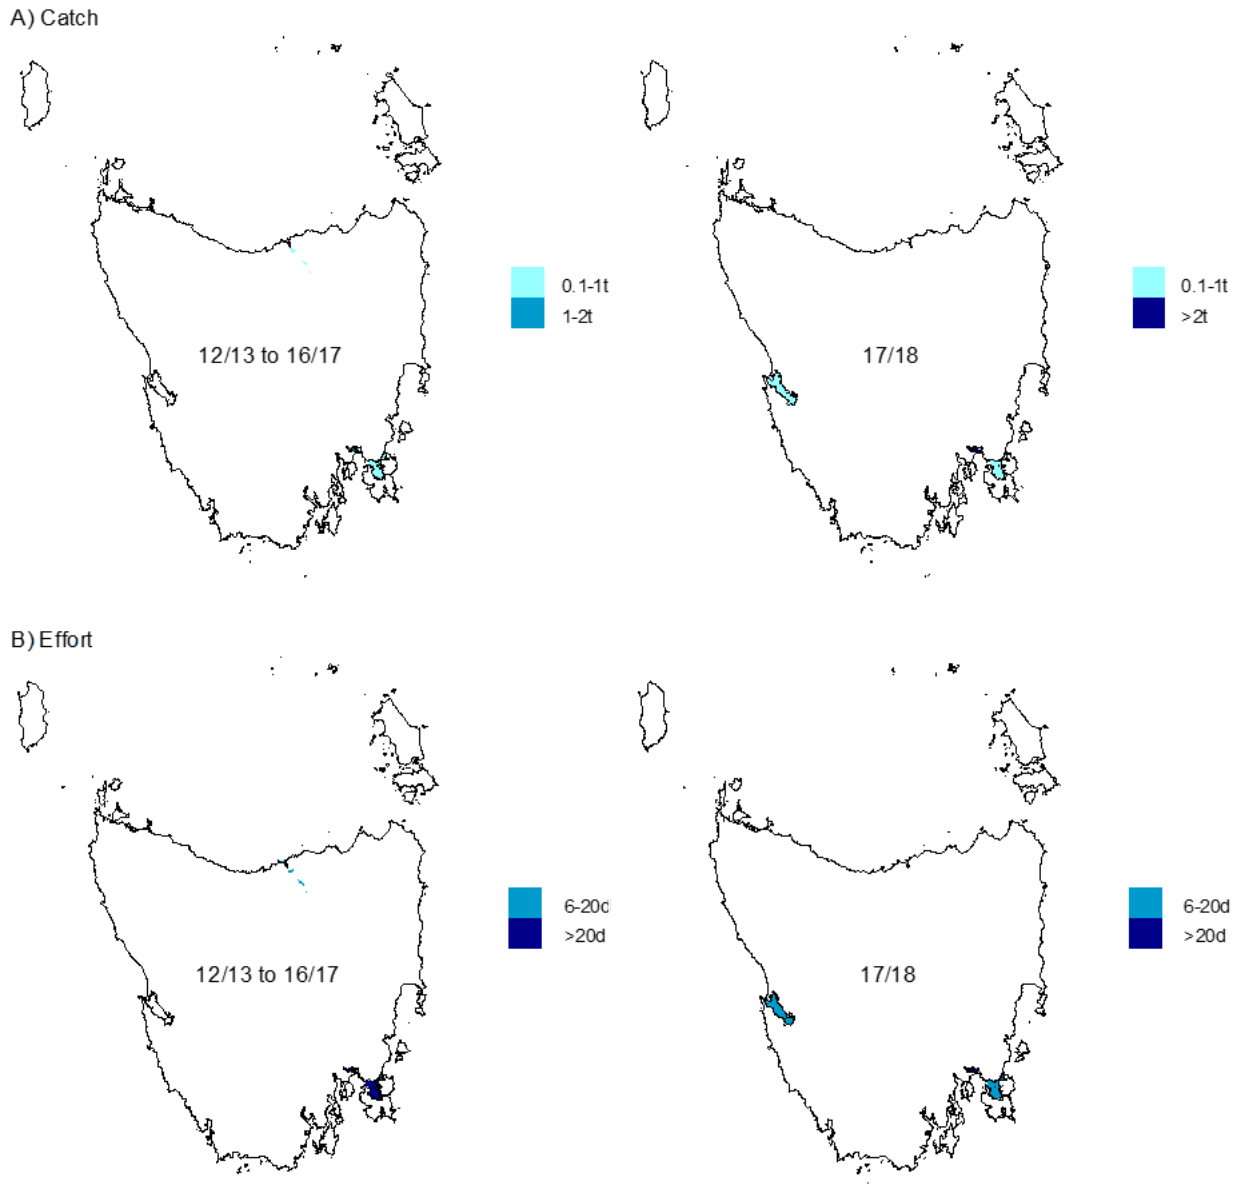 A) Catch
0.1-1t
1-2t
12/13 to 16/17
0.1-1t
>2t
17/18
B) Effort
6-20d
>20d
12/13 to 16/17
6-20d
>20d
17/18